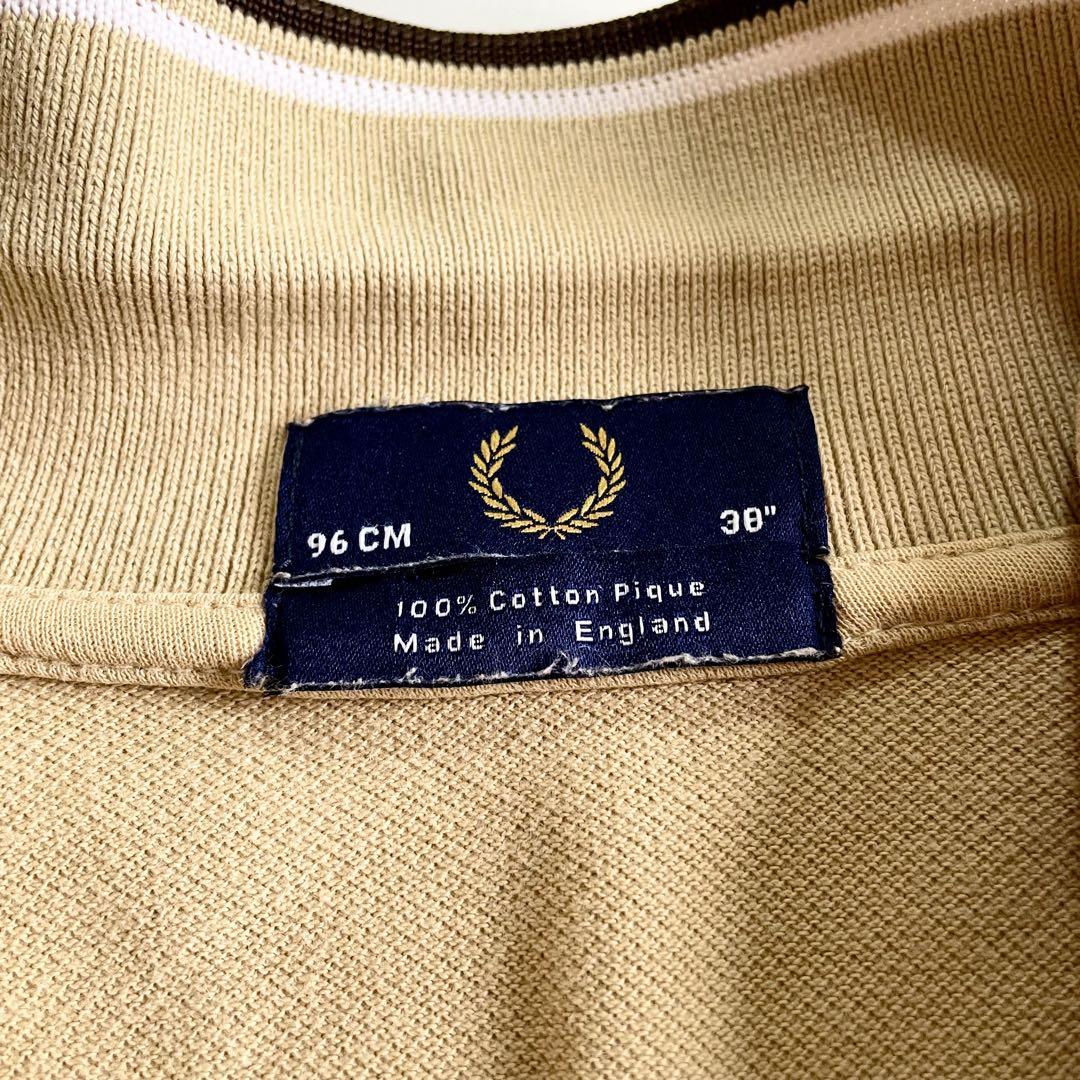 96 CM
38"
100% Cotton Pique
Made in England